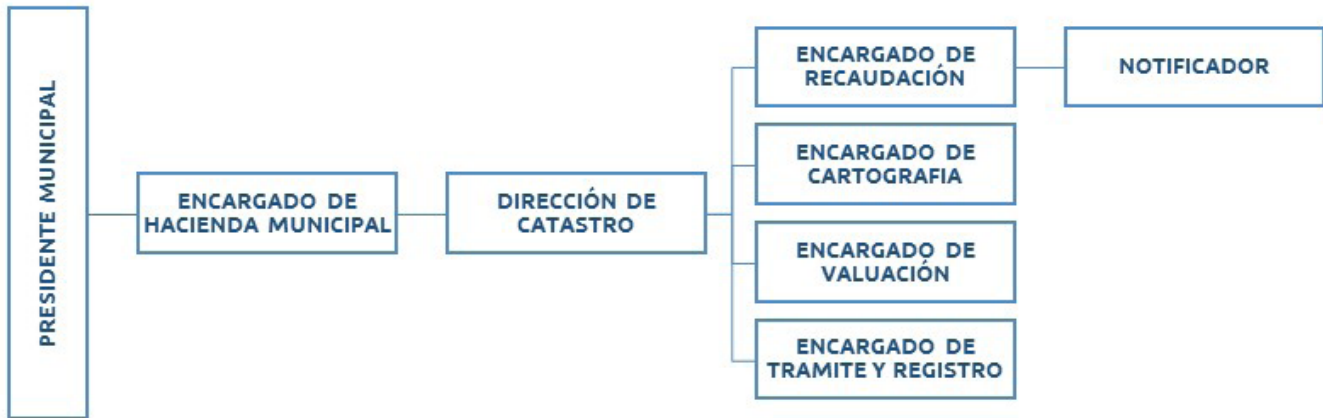 PRESIDENTE MUNICIPAL
ENCARGADO DE
HACIENDA MUNICIPAL
DIRECCIÓN DE
CATASTRO
ENCARGADO DE
RECAUDACIÓN
NOTIFICADOR
ENCARGADO DE
CARTOGRAFIA
ENCARGADO DE
VALUACIÓN
ENCARGADO DE
TRAMITE Y REGISTRO